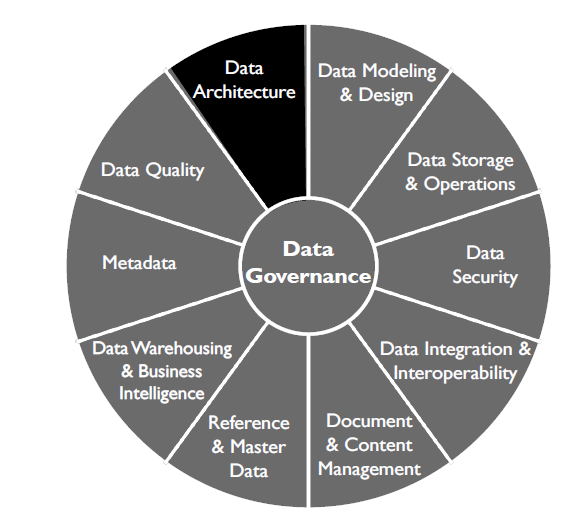 Data
Architecture
Data Modeling
& Design
Data Storage
& Operations
Data
Security
Data Integration &
Interoperability
Document
& Content
Management
Reference
& Master
Data
Data Warehousing
& Business
Intelligence
Metadata
Data Quality
Data
Governance